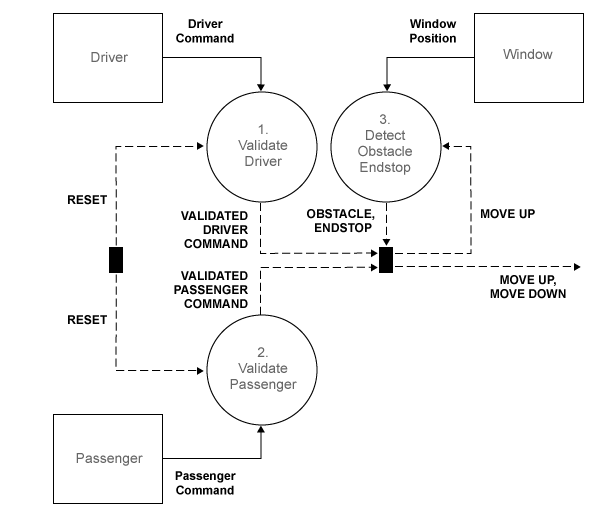 Driver
Driver
Command
Window
Position
Window
1.
Validate
Driver
3.
Detect
Obstacle
Endstop
RESET
VALIDATED
DRIVER
COMMAND
OBSTACLE,
ENDSTOP
MOVE UP
VALIDATED
PASSENGER
COMMAND
MOVE UP,
MOVE DOWN
RESET
2.
Validate
Passenger
Passenger
Passenger
Command